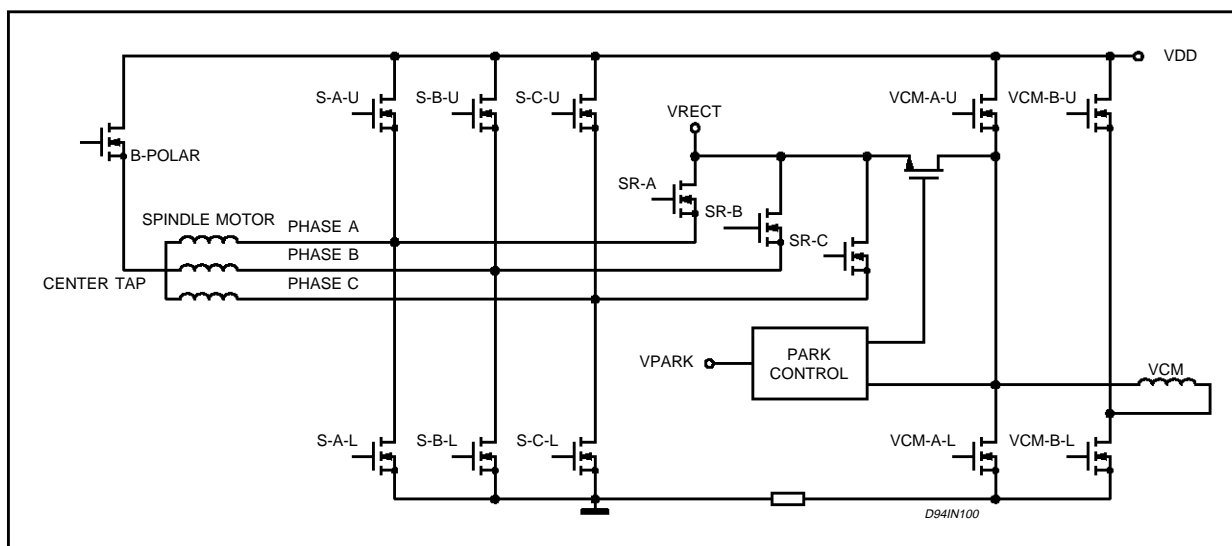 VDD
S-A-U
S-B-U
S-C-U
VCM-A-U
VCM-B-U
VRECT
B-POLAR
SR-A
SR-B
SR-C
SPINDLE MOTOR
PHASE A
PHASE B
PHASE C
CENTER TAP
VPARK
PARK
CONTROL
VCM
S-A-L
S-B-L
S-C-L
VCM-A-L
VCM-B-L
D94IN100